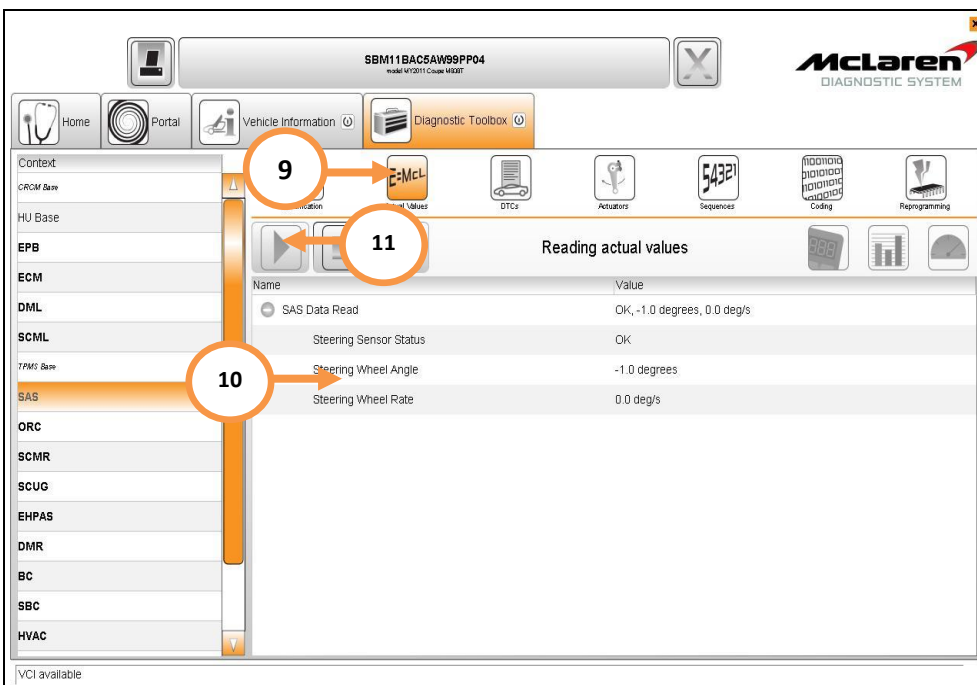 SBM11BAC5AW99PP04
model MY2011 Coupe M808T
McLaren
DIAGNOSTIC SYSTEM
Home
Portal
Vehicle Information
Diagnostic Toolbox
Context
CRCM Base
HU Base
EPB
ECM
DML
SCML
TPMS Base
SAS
ORC
SCMR
SCUG
EHPAS
DMR
BC
SBC
HVAC
9
E=McL
54321
DTCs
Actuators
Sequences
Coding
Reprogramming
11
Reading actual values
888
Name Value
SAS Data Read OK, -1.0 degrees, 0.0 deg/s
Steering Sensor Status OK
10
Steering Wheel Angle -1.0 degrees
Steering Wheel Rate 0.0 deg/s
VCI available